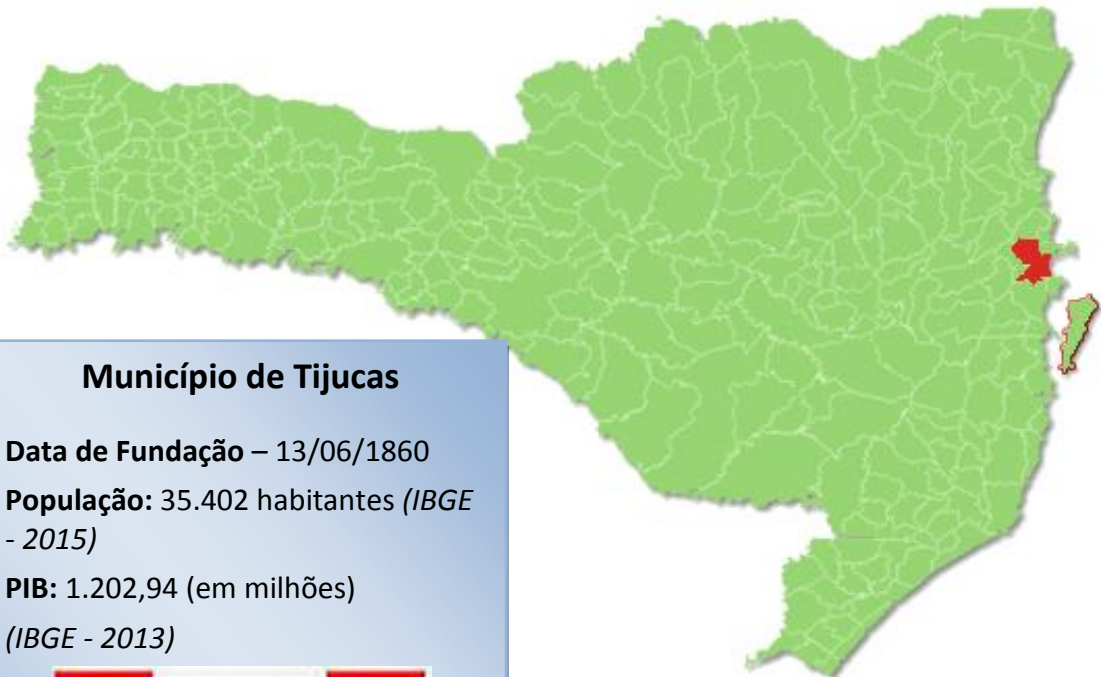 Município de Tijucas
Data de Fundação – 13/06/1860
População: 35.402 habitantes (IBGE
- 2015)
PIB: 1.202,94 (em milhões)
(IBGE - 2013)